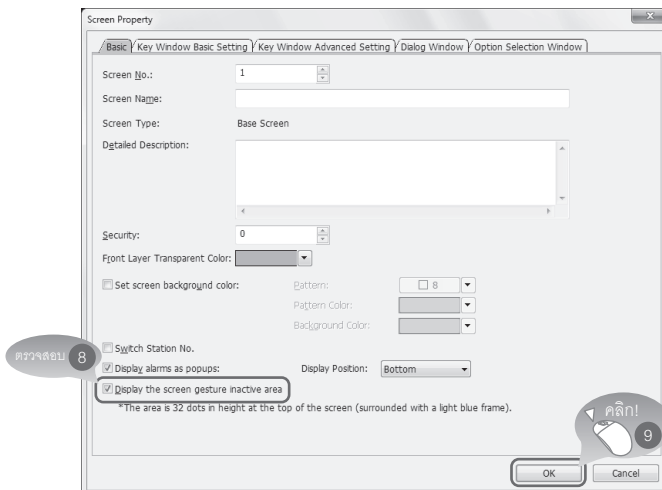 Screen Property
Basic Key Window Basic Setting Key Window Advanced Setting Dialog Window Option Selection Window
Screen No.: 1
Screen Name:
Screen Type: Base Screen
Detailed Description:
Security: 0
Front Layer Transparent Color:
Set screen background color: Pattern: 8
Pattern Color:
Background Color:
Switch Station No.
ตรวจสอบ 8
Display alarms as popups: Display Position: Bottom
Display the screen gesture inactive area
*The area is 32 dots in height at the top of the screen (surrounded with a light blue frame).
คลิก!
9
OK Cancel